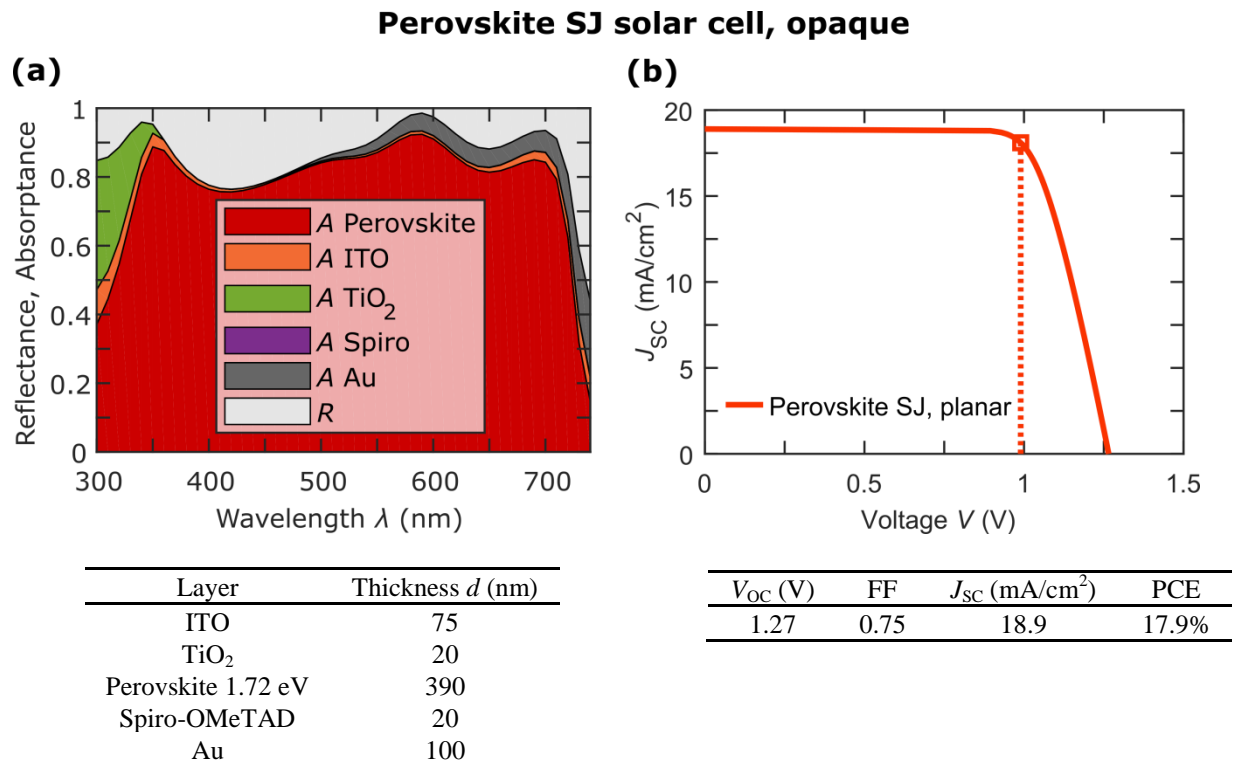 Perovskite SJ solar cell, opaque
(a)
1
0.8
0.6
0.4
0.2
0
Reflectance, Absorptance
A Perovskite
A ITO
A TiO₂
A Spiro
A Au
R
300 400 500 600 700
Wavelength λ (nm)
(b)
20
15
10
5
0
J_SC (mA/cm²)
Perovskite SJ, planar
0 0.5 1 1.5
Voltage V (V)
Layer Thickness d (nm)
ITO 75
TiO₂ 20
Perovskite 1.72 eV 390
Spiro-OMeTAD 20
Au 100
V_OC (V) FF J_SC (mA/cm²) PCE
1.27 0.75 18.9 17.9%